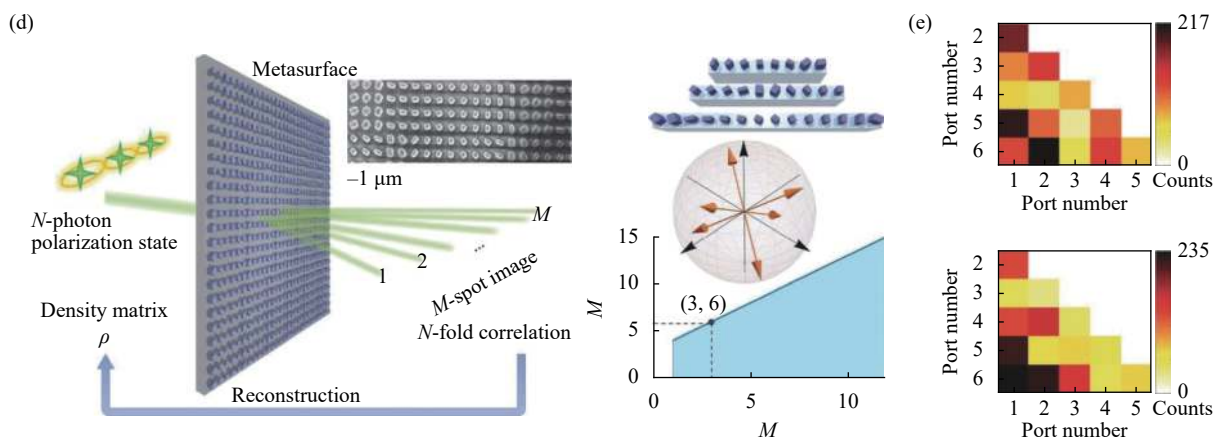 (d)
Metasurface
−1 μm
N-photon
polarization state
M
...
2
1
M-spot image
N-fold correlation
Density matrix
ρ
Reconstruction
15
10
5
0
M
(3, 6)
0 5 10
M
(e)
Port number
2
3
4
5
6
1 2 3 4 5
Port number
217
0
Counts
Port number
2
3
4
5
6
1 2 3 4 5
Port number
235
0
Counts